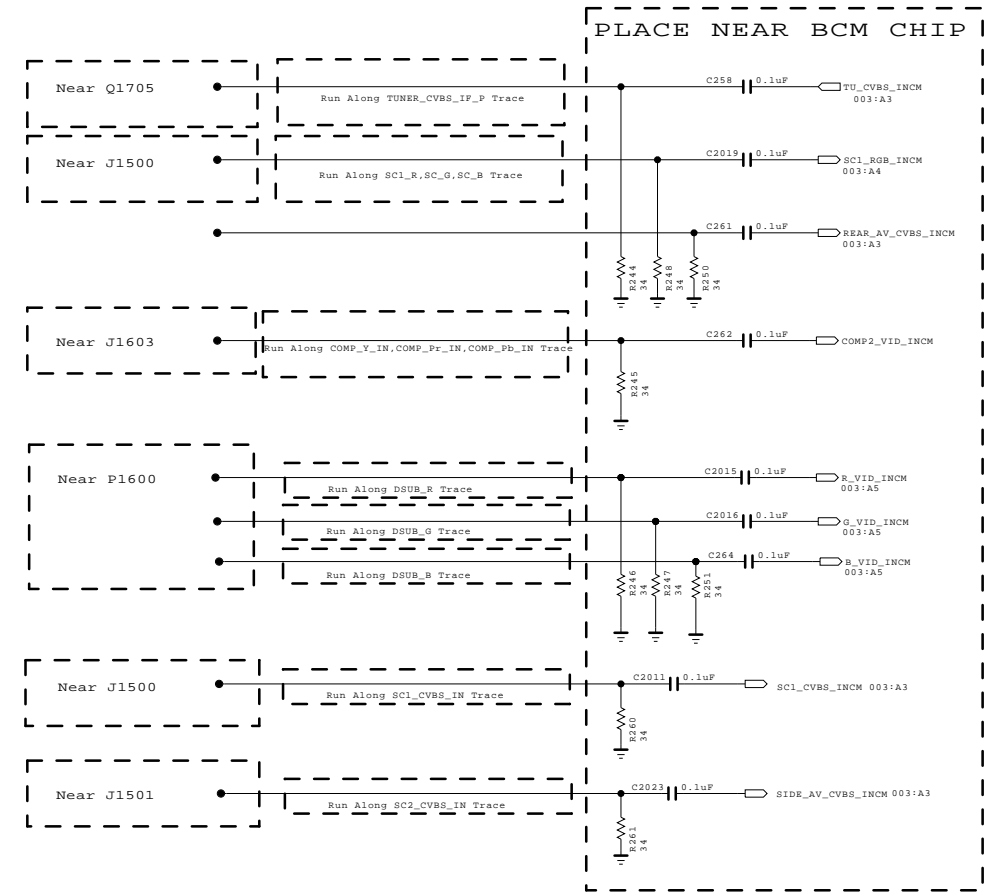 PLACE NEAR BCM CHIP
Near Q1705
Run Along TUNER_CVBS_IF_P Trace
C258
0.1uF
TU_CVBS_INCM
003:A3
Near J1500
Run Along SC1_R,SC_G,SC_B Trace
C2019
0.1uF
SC1_RGB_INCM
003:A4
C261
0.1uF
REAR_AV_CVBS_INCM
003:A3
R244
34
R248
34
R250
34
Near J1603
Run Along COMP_Y_IN,COMP_Pr_IN,COMP_Pb_IN Trace
C262
0.1uF
COMP2_VID_INCM
R245
34
Near P1600
Run Along DSUB_R Trace
C2015
0.1uF
R_VID_INCM
003:A5
Run Along DSUB_G Trace
C2016
0.1uF
G_VID_INCM
003:A5
Run Along DSUB_B Trace
C264
0.1uF
B_VID_INCM
003:A5
R246
34
R247
34
R251
34
Near J1500
Run Along SC1_CVBS_IN Trace
C2011
0.1uF
SC1_CVBS_INCM 003:A3
R260
34
Near J1501
Run Along SC2_CVBS_IN Trace
C2023
0.1uF
SIDE_AV_CVBS_INCM 003:A3
R261
34